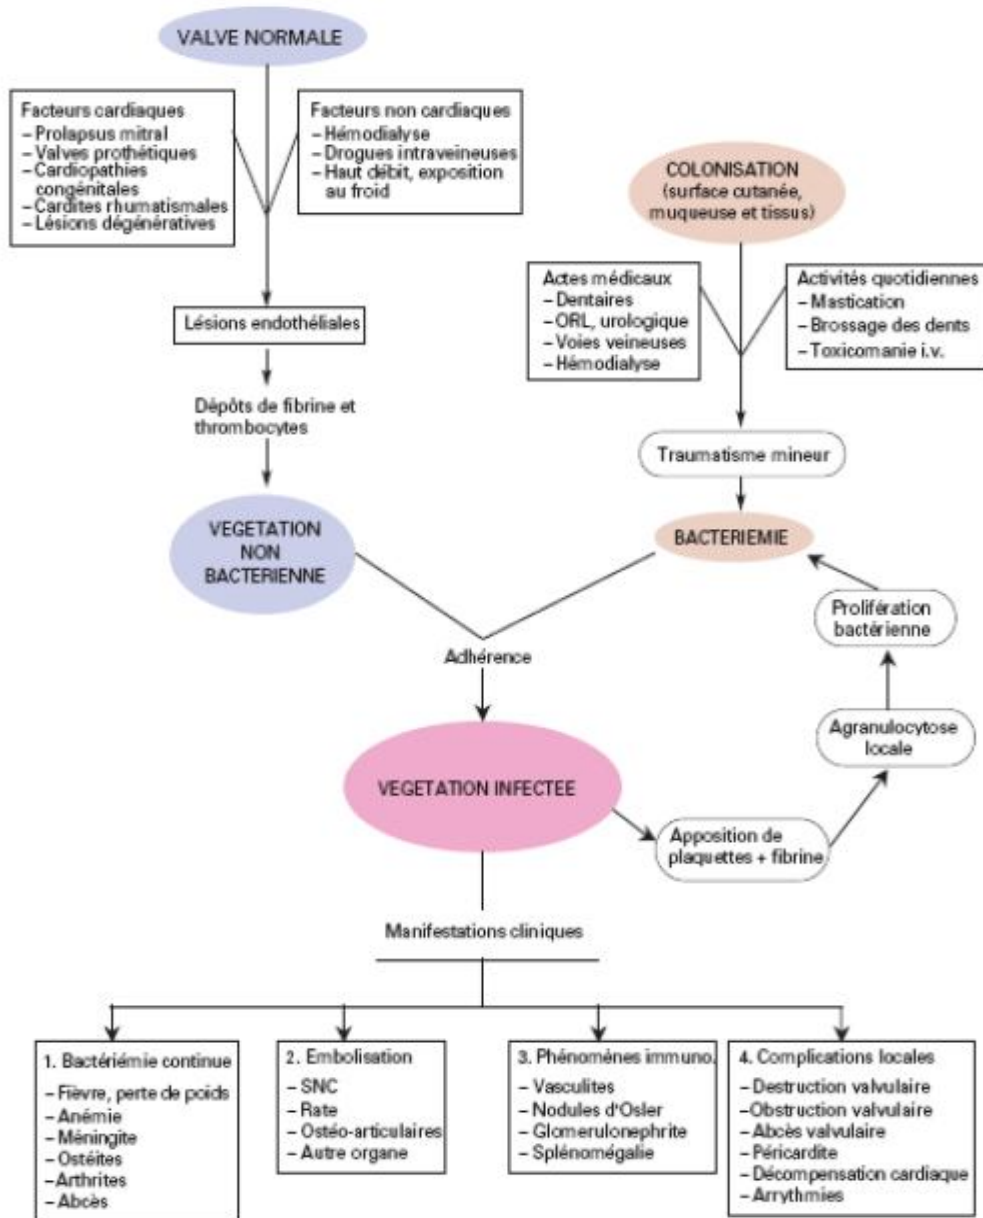 VALVE NORMALE
Facteurs cardiaques
– Prolapsus mitral
– Valves prothétiques
– Cardiopathies
congénitales
– Cardites rhumatismales
– Lésions dégénératives
Facteurs non cardiaques
– Hémodialyse
– Drogues intraveineuses
– Haut débit, exposition
au froid
COLONISATION
(surface cutanée,
muqueuse et tissus)
Actes médicaux
– Dentaires
– ORL, urologique
– Voies veineuses
– Hémodialyse
Activités quotidiennes
– Mastication
– Brossage des dents
– Toxicomanie i.v.
Lésions endothéliales
Dépôts de fibrine et
thrombocytes
Traumatisme mineur
VEGETATION
NON
BACTERIENNE
BACTERIEMIE
Prolifération
bactérienne
Adhérence
Agranulocytose
locale
VEGETATION INFECTEE
Apposition de
plaquettes + fibrine
Manifestations cliniques
1. Bactériémie continue
– Fièvre, perte de poids
– Anémie
– Méningite
– Ostéites
– Arthrites
– Abcès
2. Embolisation
– SNC
– Rate
– Ostéo-articulaires
– Autre organe
3. Phénomènes immuno.
– Vasculites
– Nodules d'Osler
– Glomerulonephrite
– Splénomégalie
4. Complications locales
– Destruction valvulaire
– Obstruction valvulaire
– Abcès valvulaire
– Péricardite
– Décompensation cardiaque
– Arrythmies